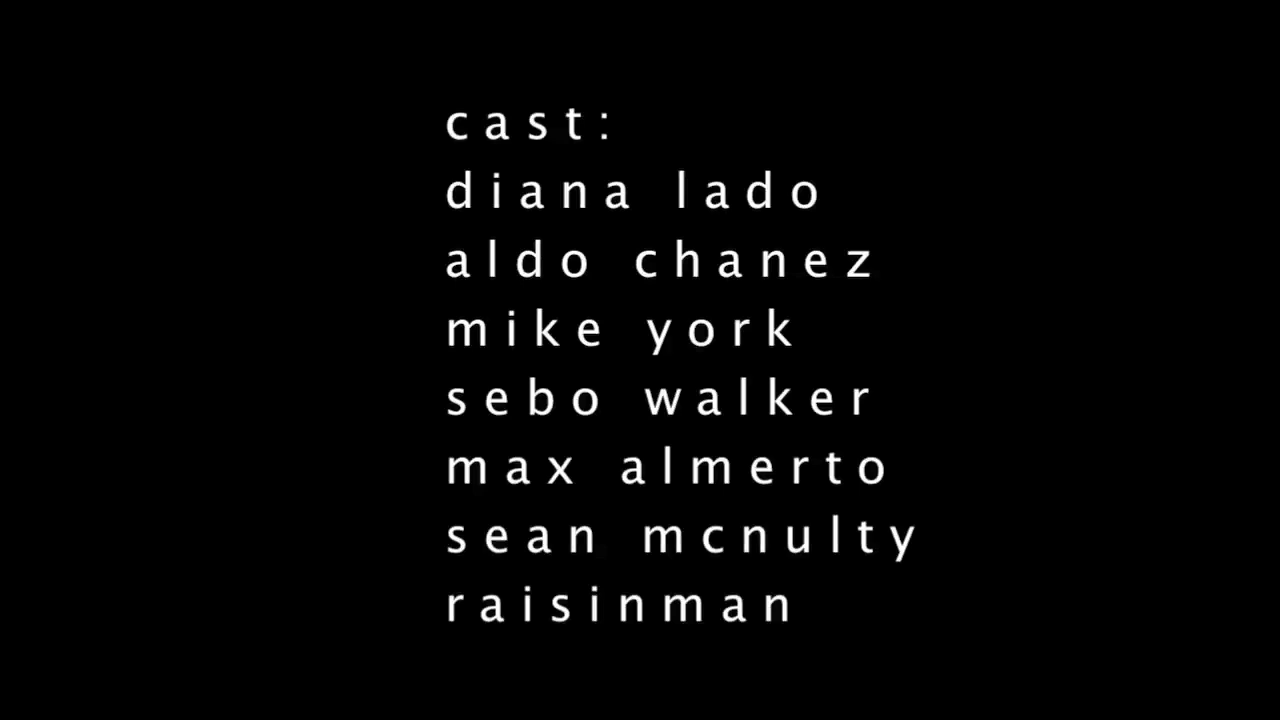 cast:
diana lado
aldo chanez
mike york
sebo walker
max almerto
sean mcnulty
raisinman